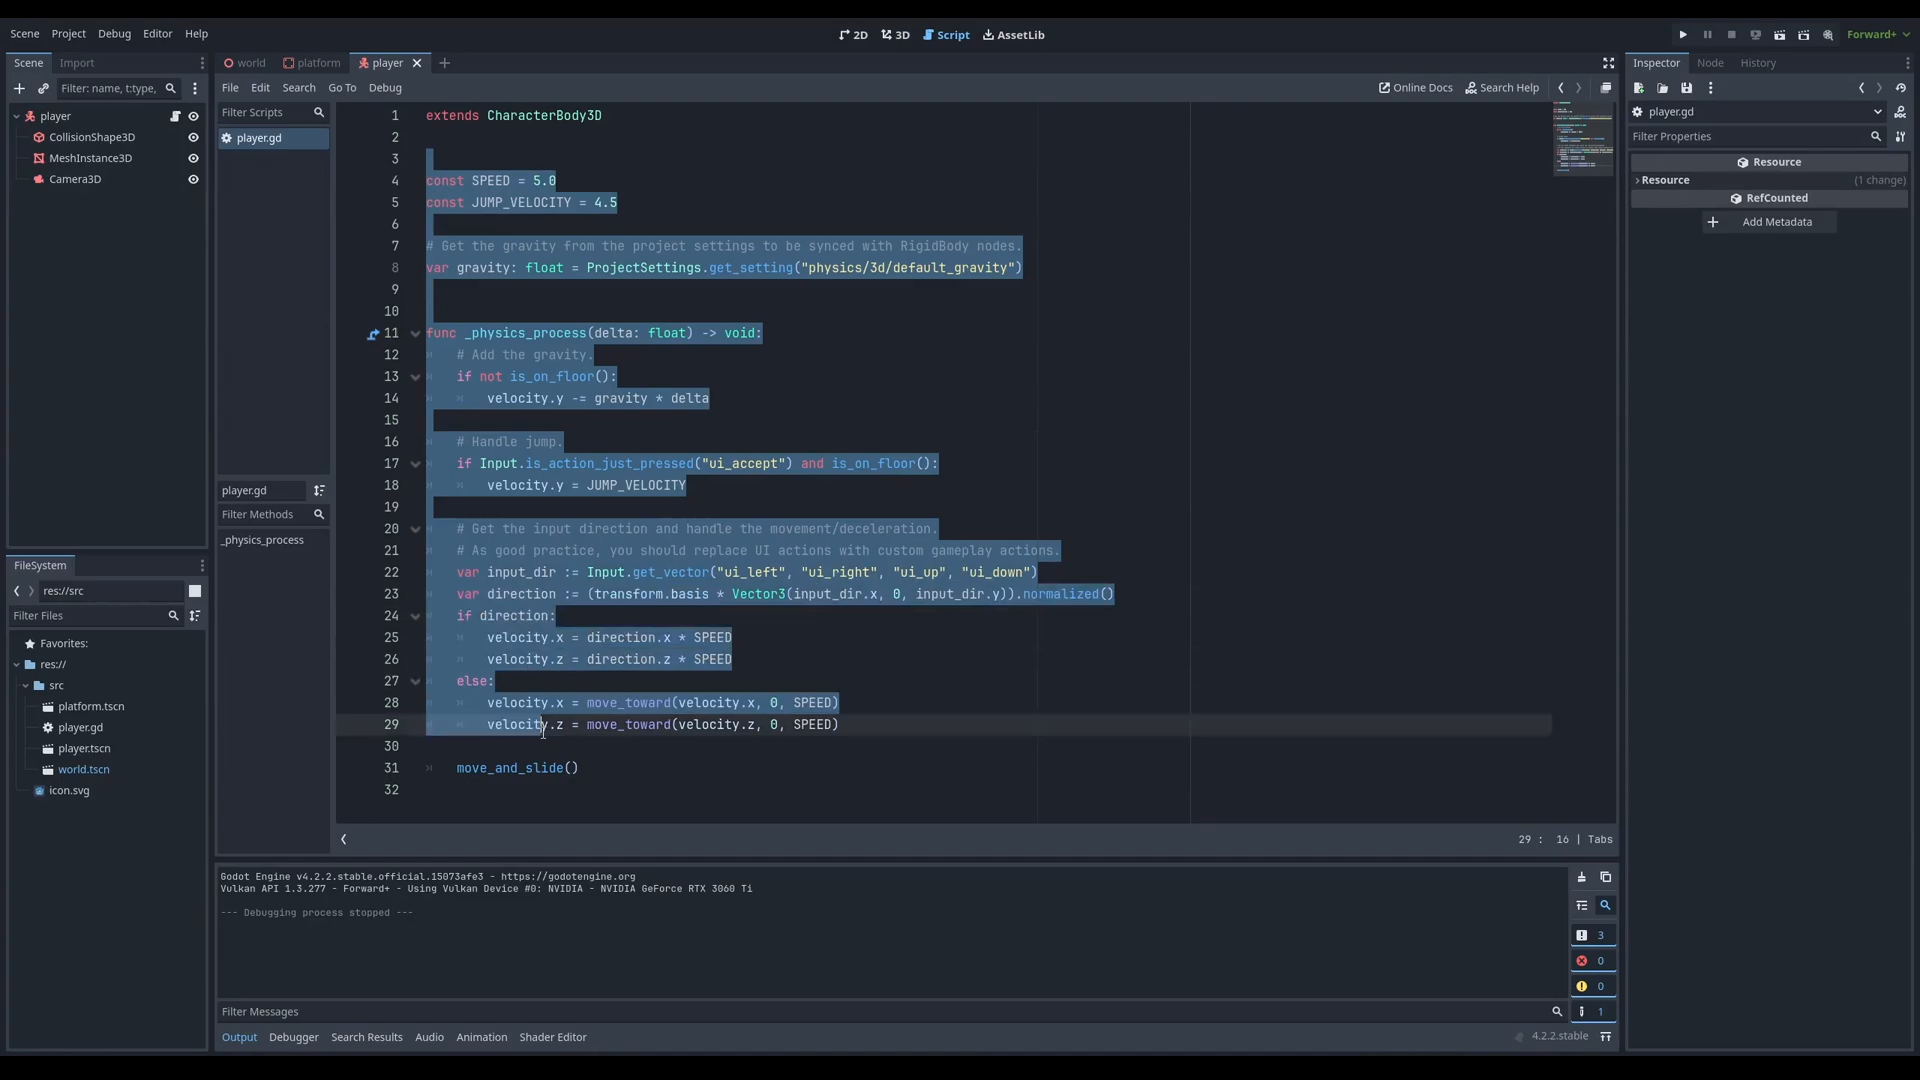 Scene Project Debug Editor Help
2D 3D Script AssetLib
Forward+
Scene Import
world platform player
Inspector Node History
Filter: name, t:type,
File Edit Search Go To Debug
Online Docs Search Help
player
CollisionShape3D
MeshInstance3D
Camera3D
Filter Scripts
player.gd
player.gd
Filter Methods
_physics_process
1 extends CharacterBody3D
2
3
4 const SPEED = 5.0
5 const JUMP_VELOCITY = 4.5
6
7 # Get the gravity from the project settings to be synced with RigidBody nodes.
8 var gravity: float = ProjectSettings.get_setting("physics/3d/default_gravity")
9
10
11 func _physics_process(delta: float) -> void:
12 # Add the gravity.
13 if not is_on_floor():
14 velocity.y -= gravity * delta
15
16 # Handle jump.
17 if Input.is_action_just_pressed("ui_accept") and is_on_floor():
18 velocity.y = JUMP_VELOCITY
19
20 # Get the input direction and handle the movement/deceleration.
21 # As good practice, you should replace UI actions with custom gameplay actions.
22 var input_dir := Input.get_vector("ui_left", "ui_right", "ui_up", "ui_down")
23 var direction := (transform.basis * Vector3(input_dir.x, 0, input_dir.y)).normalized()
24 if direction:
25 velocity.x = direction.x * SPEED
26 velocity.z = direction.z * SPEED
27 else:
28 velocity.x = move_toward(velocity.x, 0, SPEED)
29 velocity.z = move_toward(velocity.z, 0, SPEED)
30
31 move_and_slide()
32
29 : 16 | Tabs
player.gd
Filter Properties
Resource
Resource (1 change)
RefCounted
Add Metadata
FileSystem
res://src
Filter Files
Favorites:
res://
src
platform.tscn
player.gd
player.tscn
world.tscn
icon.svg
Godot Engine v4.2.2.stable.official.15073afe3 - https://godotengine.org
Vulkan API 1.3.277 - Forward+ - Using Vulkan Device #0: NVIDIA - NVIDIA GeForce RTX 3060 Ti
--- Debugging process stopped ---
3
0
0
1
Filter Messages
Output Debugger Search Results Audio Animation Shader Editor
4.2.2.stable